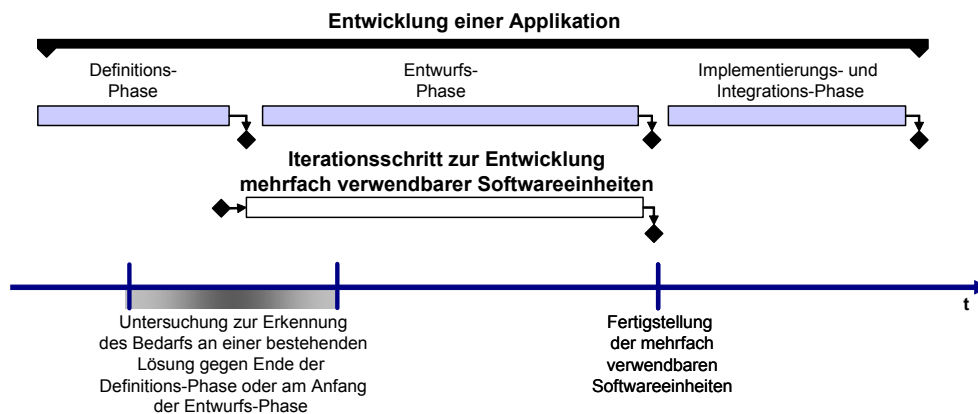 Entwicklung einer Applikation
Definitions-
Phase
Entwurfs-
Phase
Implementierungs- und
Integrations-Phase
Iterationsschritt zur Entwicklung
mehrfach verwendbarer Softwareeinheiten
t
Untersuchung zur Erkennung
des Bedarfs an einer bestehenden
Lösung gegen Ende der
Definitions-Phase oder am Anfang
der Entwurfs-Phase
Fertigstellung
der mehrfach
verwendbaren
Softwareeinheiten